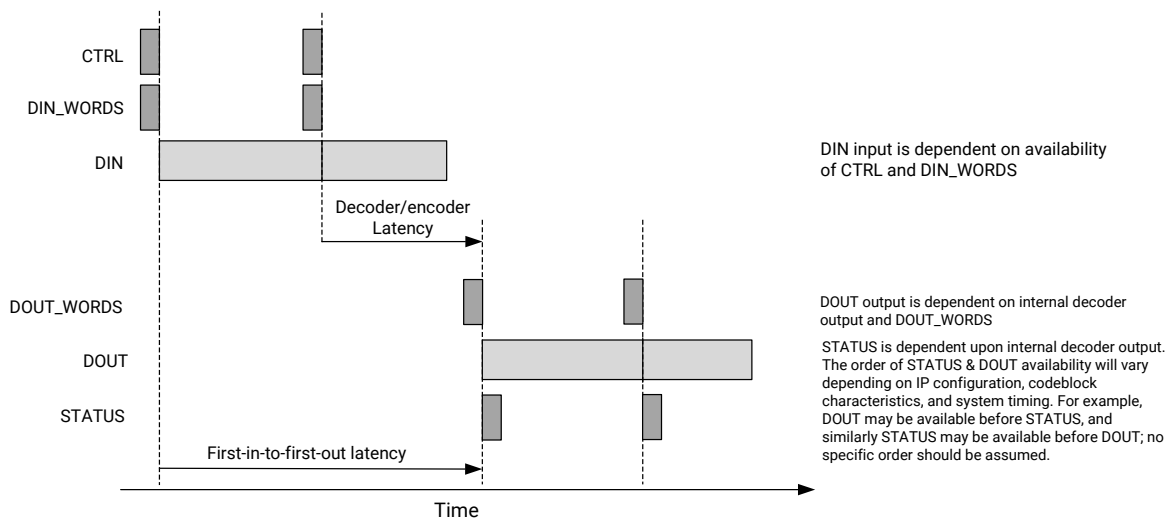 CTRL
DIN_WORDS
DIN
DIN input is dependent on availability
of CTRL and DIN_WORDS
Decoder/encoder
Latency
DOUT_WORDS
DOUT output is dependent on internal decoder
output and DOUT_WORDS
DOUT
STATUS is dependent upon internal decoder output.
The order of STATUS & DOUT availability will vary
depending on IP configuration, codeblock
characteristics, and system timing. For example,
DOUT may be available before STATUS, and
similarly STATUS may be available before DOUT; no
specific order should be assumed.
STATUS
First-in-to-first-out latency
Time